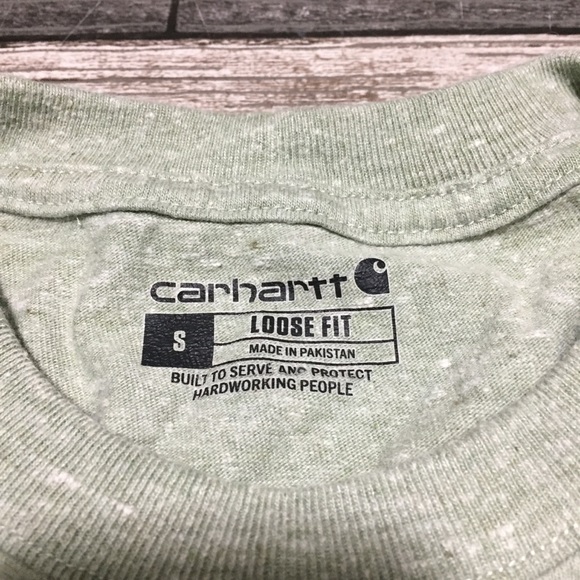 carhartt
S
LOOSE FIT
MADE IN PAKISTAN
BUILT TO SERVE AND PROTECT
HARDWORKING PEOPLE